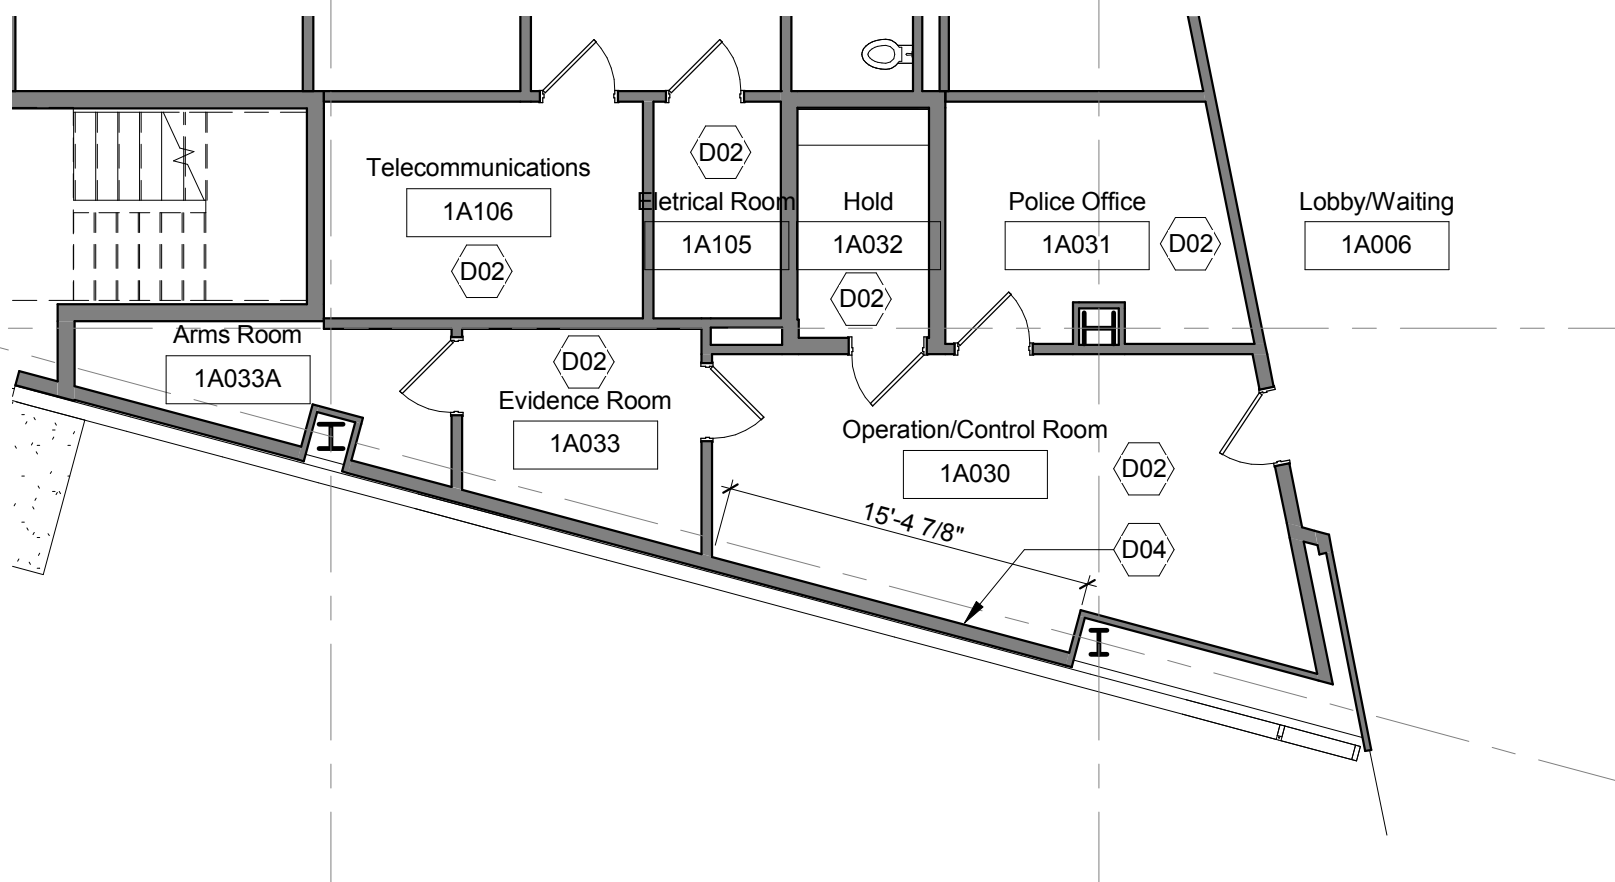 D02
Telecommunications
1A106
D02
Eletrical Room
1A105
Hold
1A032
D02
Police Office
1A031
D02
Lobby/Waiting
1A006
Arms Room
1A033A
D02
Evidence Room
1A033
Operation/Control Room
1A030
D02
15'-4 7/8"
D04